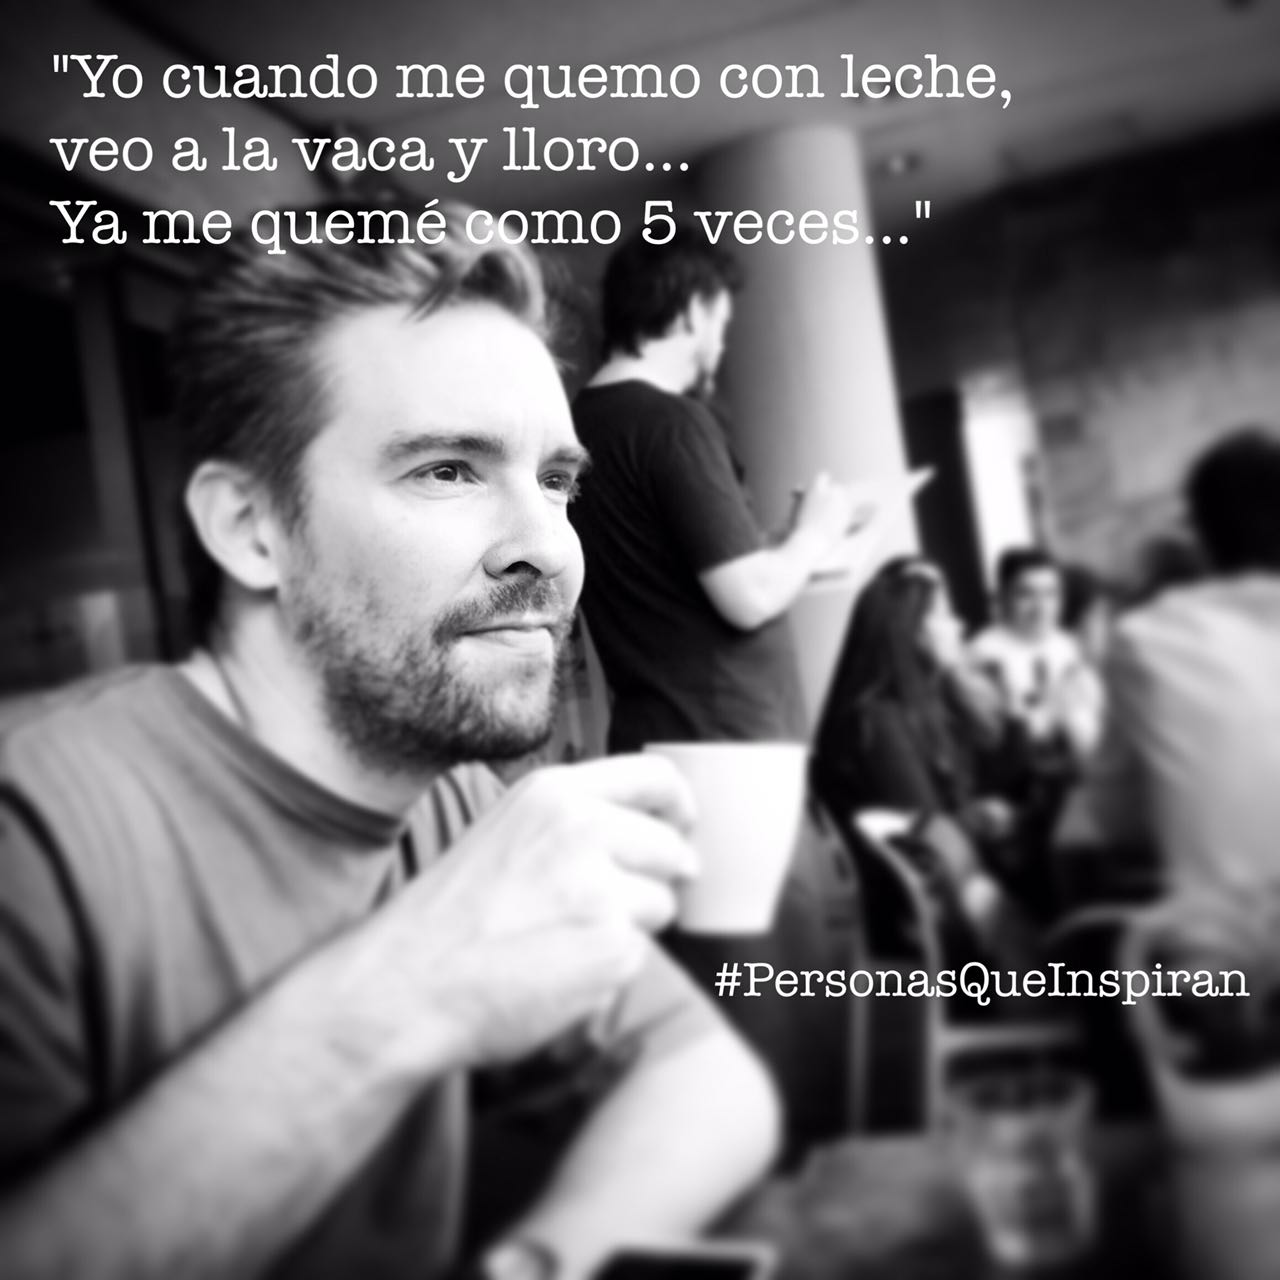 "Yo cuando me quemo con leche,
veo a la vaca y lloro...
Ya me quemé como 5 veces..."
#PersonasQueInspiran